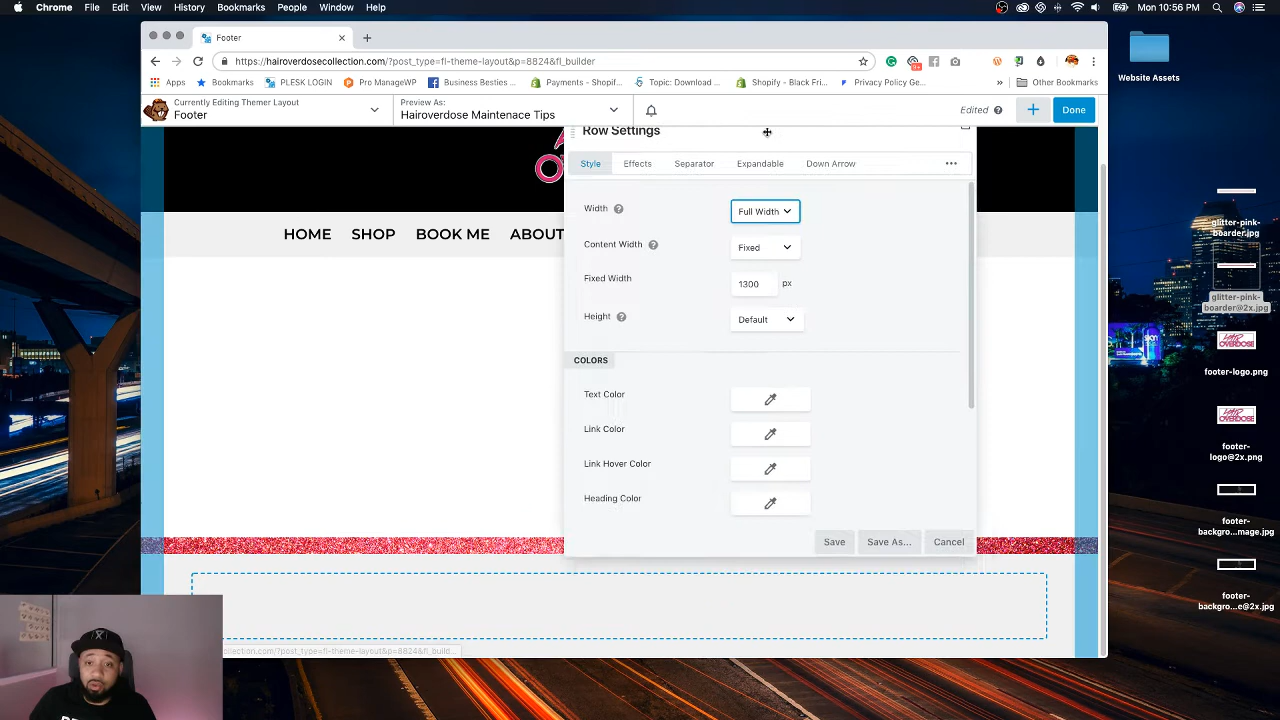 Chrome File Edit View History Bookmarks People Window Help
Mon 10:56 PM
Footer
https://hairoverdosecollection.com/?post_type=fl-theme-layout&p=8824&fl_builder
Apps Bookmarks PLESK LOGIN Pro ManageWP Business Besties ... Payments - Shopif... Topic: Download ... Shopify - Black Fri... Privacy Policy Ge... » Other Bookmarks
Currently Editing Themer Layout
Footer
Preview As:
Hairoverdose Maintenace Tips
Edited
Done
Row Settings
Style Effects Separator Expandable Down Arrow
HOME SHOP BOOK ME ABOUT
Width
Full Width
Content Width
Fixed
Fixed Width
1300 px
Height
Default
COLORS
Text Color
Link Color
Link Hover Color
Heading Color
Save Save As... Cancel
ollection.com/?post_type=fl-theme-layout&p=8824&fl_build...
Website Assets
glitter-pink-
boarder.jpg
glitter-pink-
boarder@2x.jpg
footer-logo.png
footer-
logo@2x.png
footer-
backgro...mage.jpg
footer-
backgro...e@2x.jpg